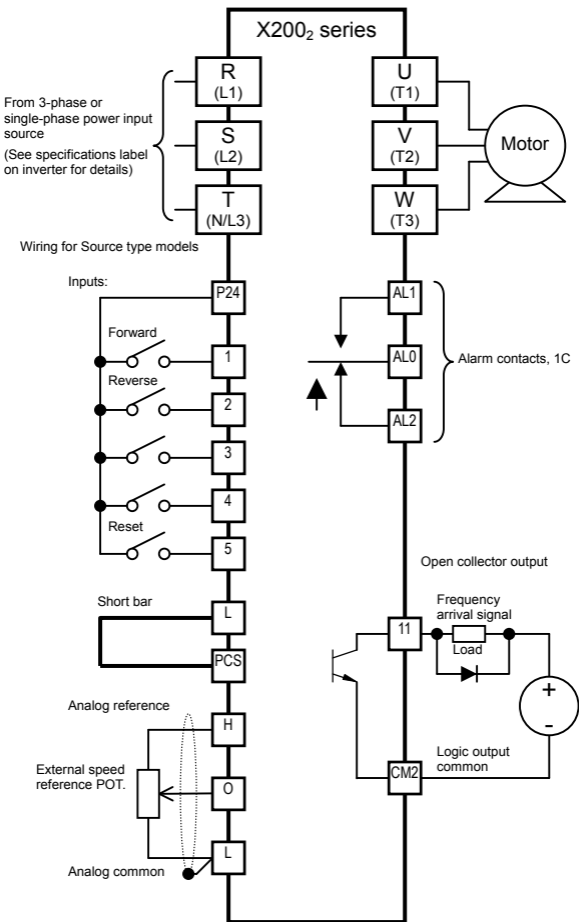 X200₂ series
From 3-phase or
single-phase power input
source
(See specifications label
on inverter for details)
R
(L1)
S
(L2)
T
(N/L3)
U
(T1)
V
(T2)
W
(T3)
Motor
Wiring for Source type models
Inputs:
P24
Forward
1
Reverse
2
3
4
Reset
5
AL1
AL0
AL2
Alarm contacts, 1C
Short bar
L
PCS
Open collector output
Frequency
arrival signal
11
Load
+
-
Logic output
common
CM2
Analog reference
H
External speed
reference POT.
O
L
Analog common